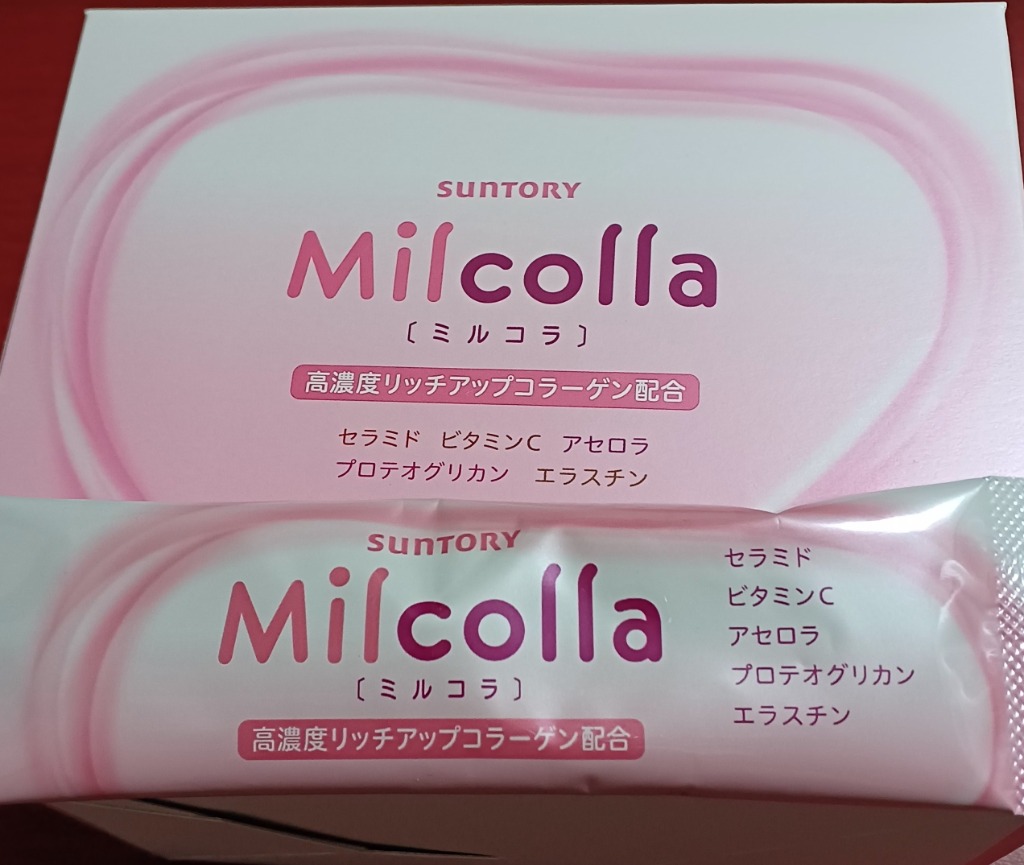 SUNTORY
Milcolla
〔ミルコラ〕
高濃度リッチアップコラーゲン配合
セラミド ビタミンC アセロラ
プロテオグリカン エラスチン
SUNTORY
Milcolla
〔ミルコラ〕
高濃度リッチアップコラーゲン配合
セラミド
ビタミンC
アセロラ
プロテオグリカン
エラスチン